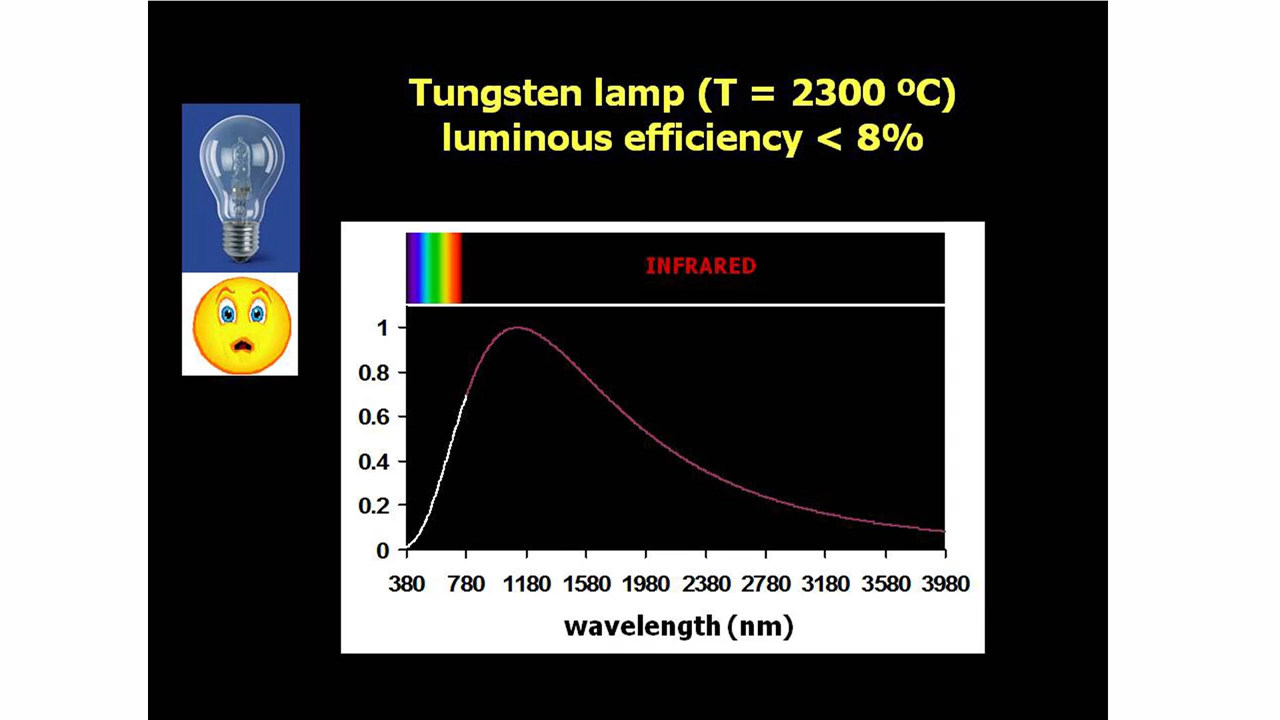 Tungsten lamp (T = 2300 ºC)
luminous efficiency < 8%
INFRARED
1
0.8
0.6
0.4
0.2
0
380 780 1180 1580 1980 2380 2780 3180 3580 3980
wavelength (nm)